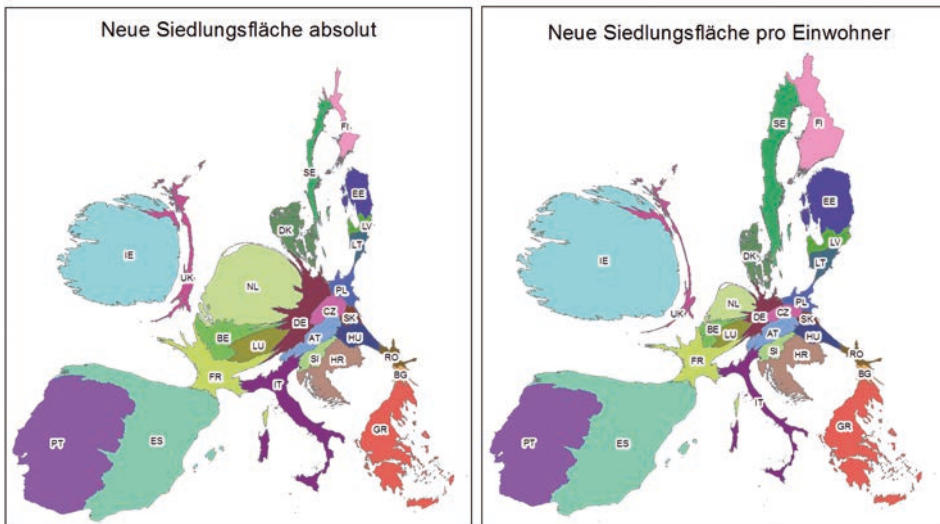 Neue Siedlungsfläche absolut
FI
SE
EE
DK
LV
LT
IE
UK
NL
PL
CZ
DE
SK
BE
LU
AT
HU
SI
HR
RO
FR
IT
BG
GR
PT
ES
Neue Siedlungsfläche pro Einwohner
SE
FI
EE
LV
DK
LT
IE
NL
PL
UK
DE
CZ
SK
BE
LU
AT
HU
SI
HR
RO
FR
BG
IT
GR
PT
ES